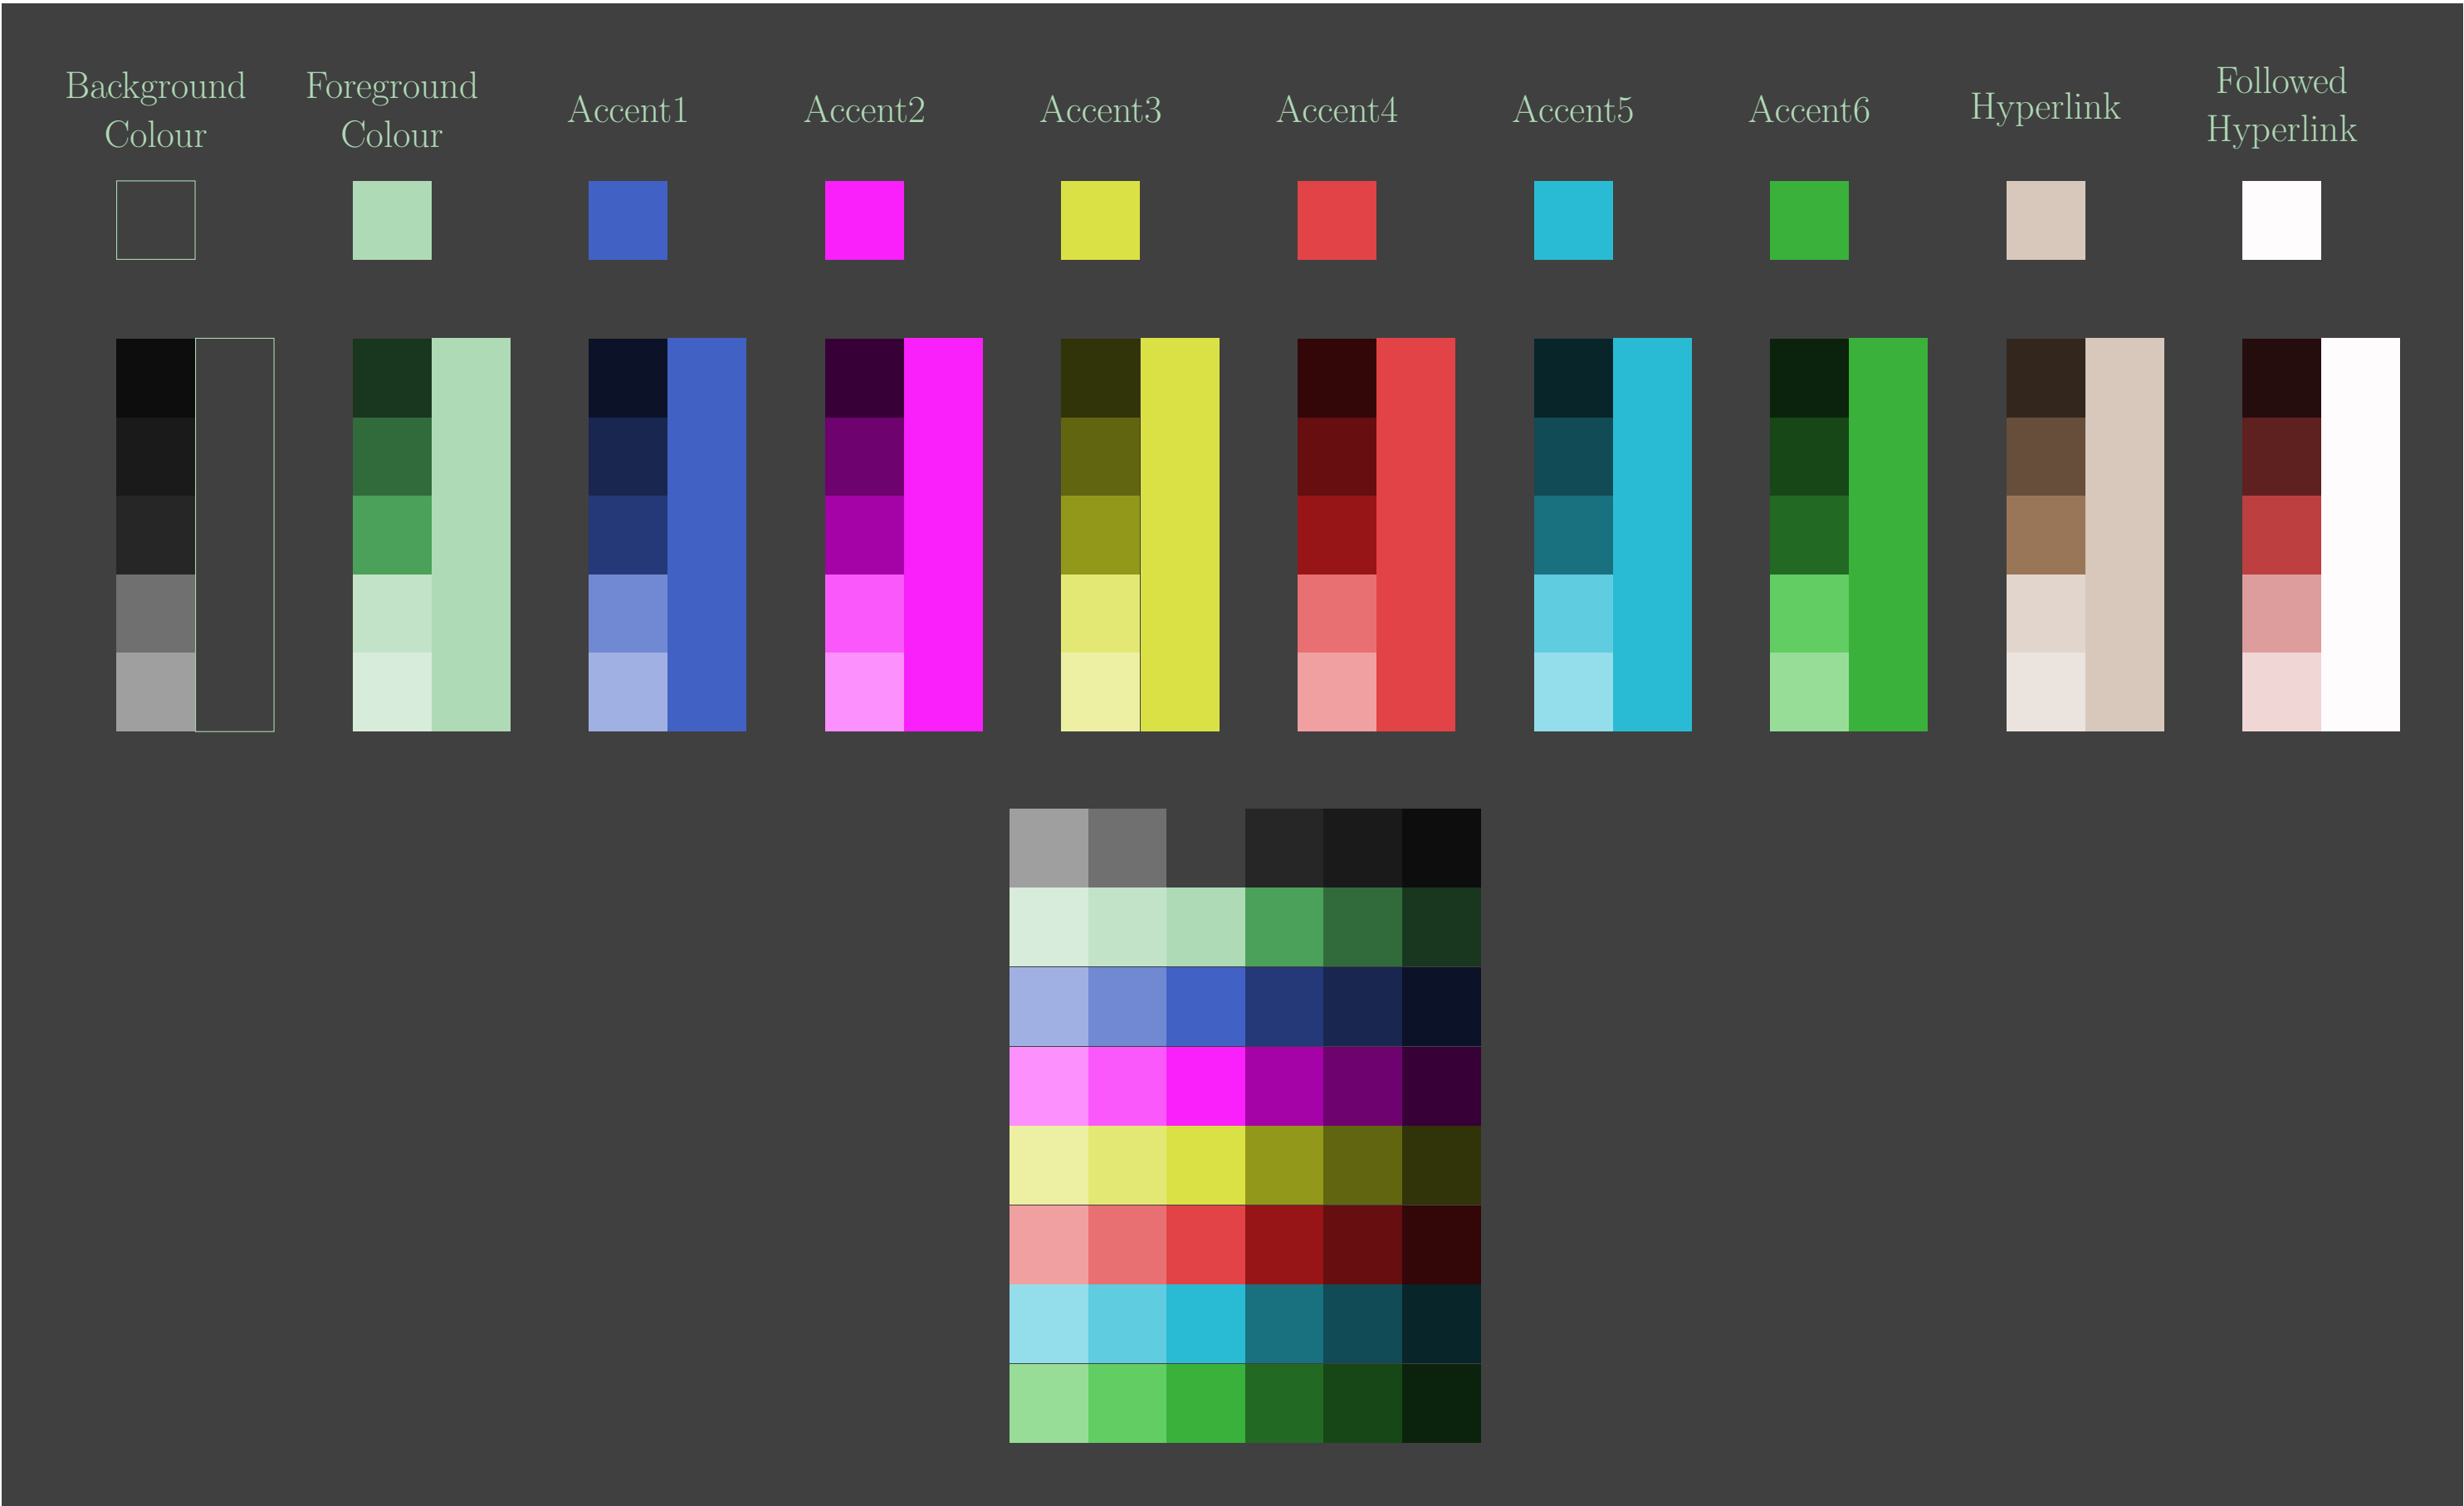 Background
Colour
Foreground
Colour
Accent1
Accent2
Accent3
Accent4
Accent5
Accent6
Hyperlink
Followed
Hyperlink